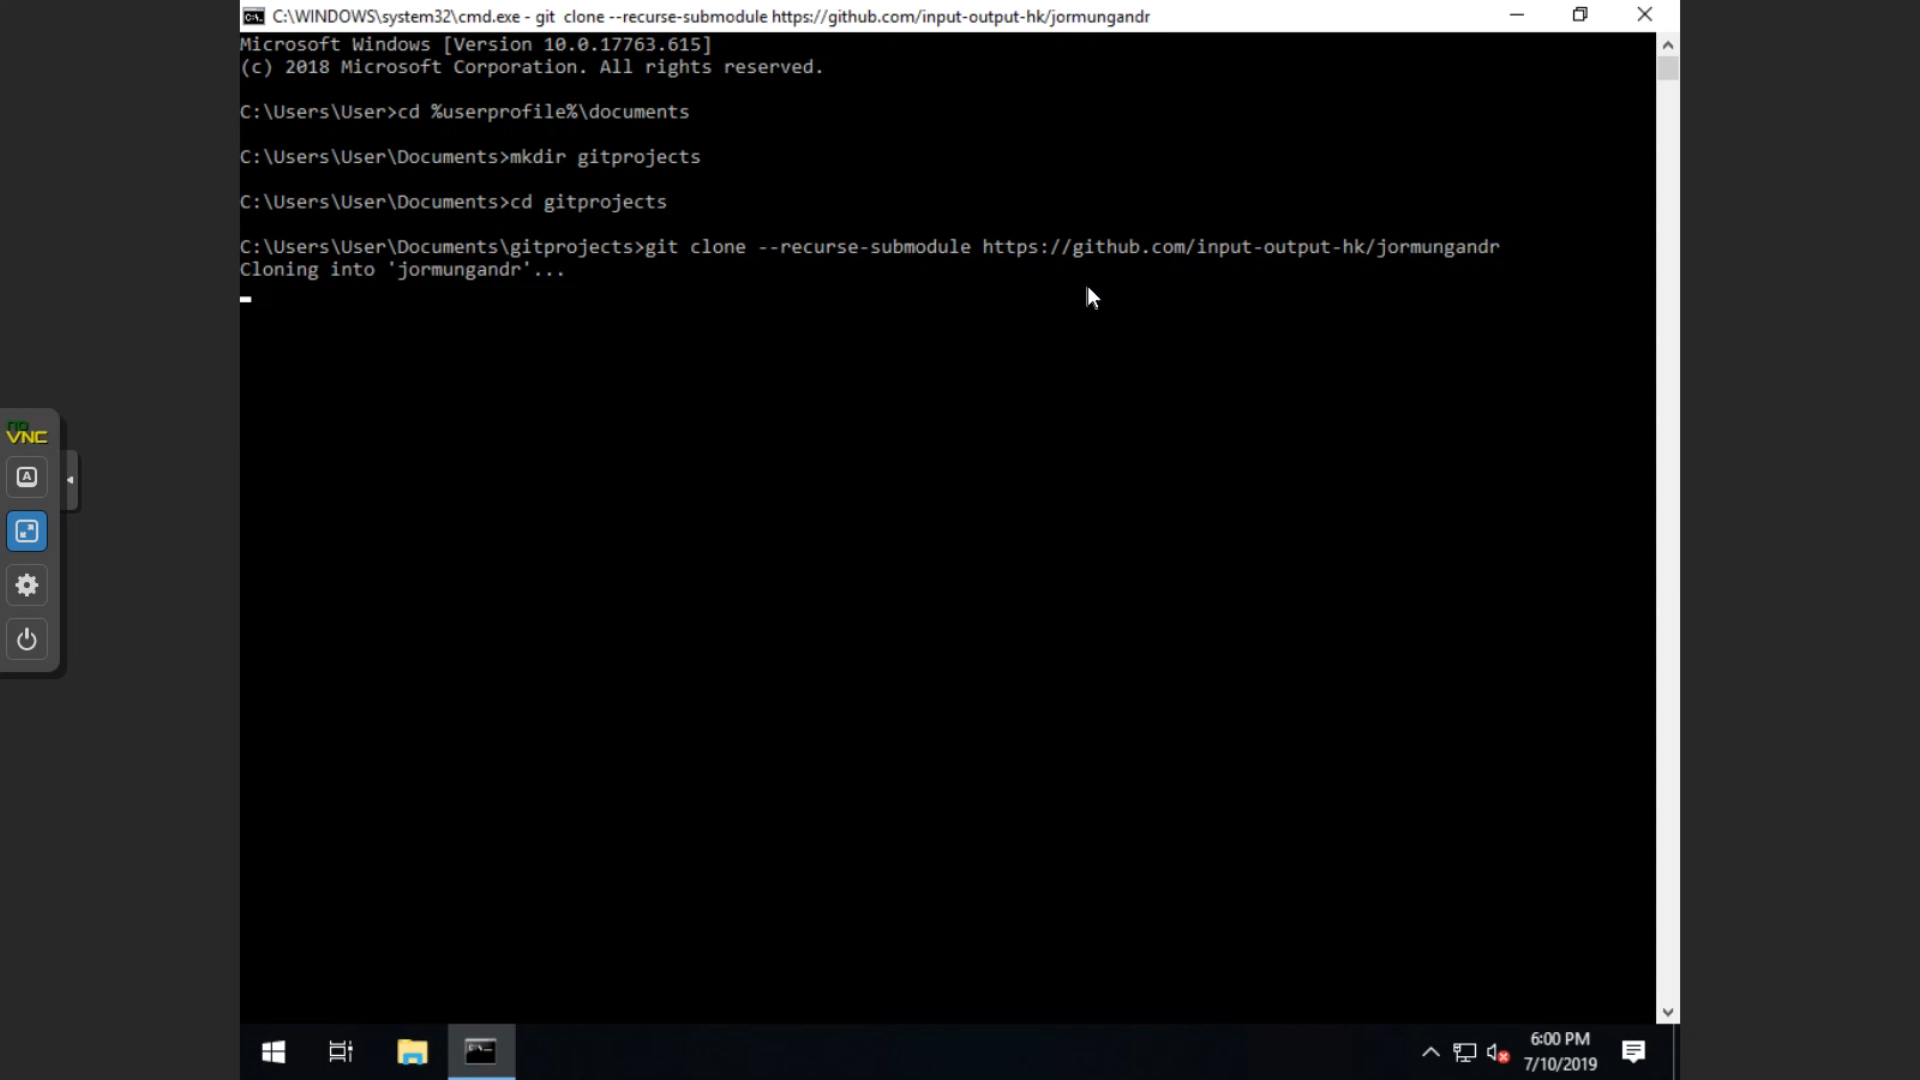 C:\WINDOWS\system32\cmd.exe - git  clone --recurse-submodule https://github.com/input-output-hk/jormungandr
Microsoft Windows [Version 10.0.17763.615]
(c) 2018 Microsoft Corporation. All rights reserved.
C:\Users\User>cd %userprofile%\documents
C:\Users\User\Documents>mkdir gitprojects
C:\Users\User\Documents>cd gitprojects
C:\Users\User\Documents\gitprojects>git clone --recurse-submodule https://github.com/input-output-hk/jormungandr
Cloning into 'jormungandr'...
no
VNC
A
6:00 PM
7/10/2019